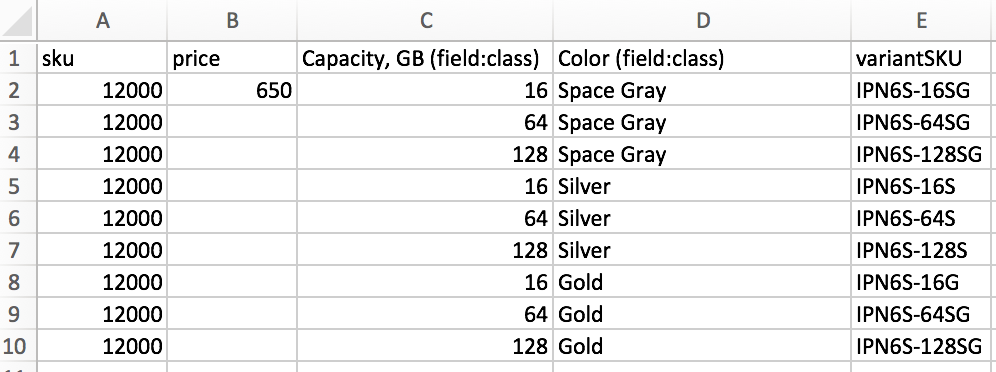 A B C D E
1 sku price Capacity, GB (field:class) Color (field:class) variantSKU
2 12000 650 16 Space Gray IPN6S-16SG
3 12000 64 Space Gray IPN6S-64SG
4 12000 128 Space Gray IPN6S-128SG
5 12000 16 Silver IPN6S-16S
6 12000 64 Silver IPN6S-64S
7 12000 128 Silver IPN6S-128S
8 12000 16 Gold IPN6S-16G
9 12000 64 Gold IPN6S-64SG
10 12000 128 Gold IPN6S-128SG